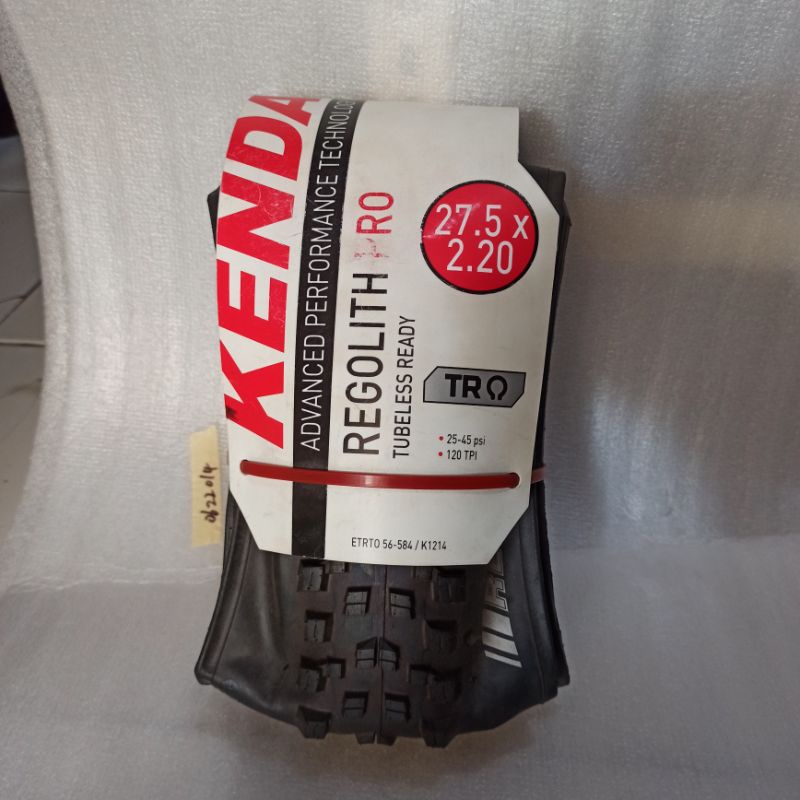 KENDA
ADVANCED PERFORMANCE TECHNOLOGY
REGOLITH PRO
TUBELESS READY
27.5 x
2.20
TR
• 25-45 psi
• 120 TPI
ETRTO 56-584 / K1214